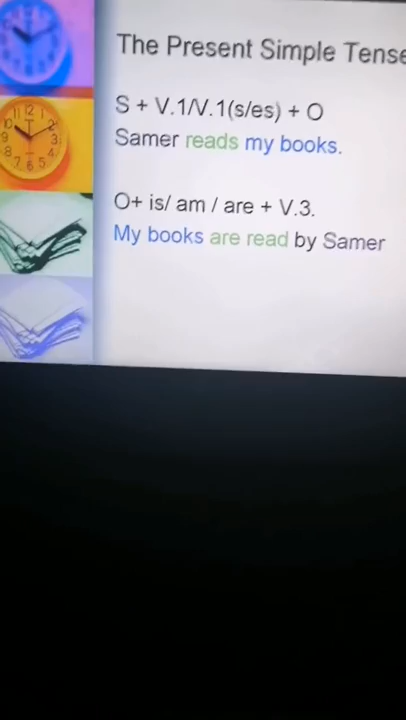 The Present Simple Tense
S + V.1/V.1(s/es) + O
Samer reads my books.
O+ is/ am / are + V.3.
My books are read by Samer